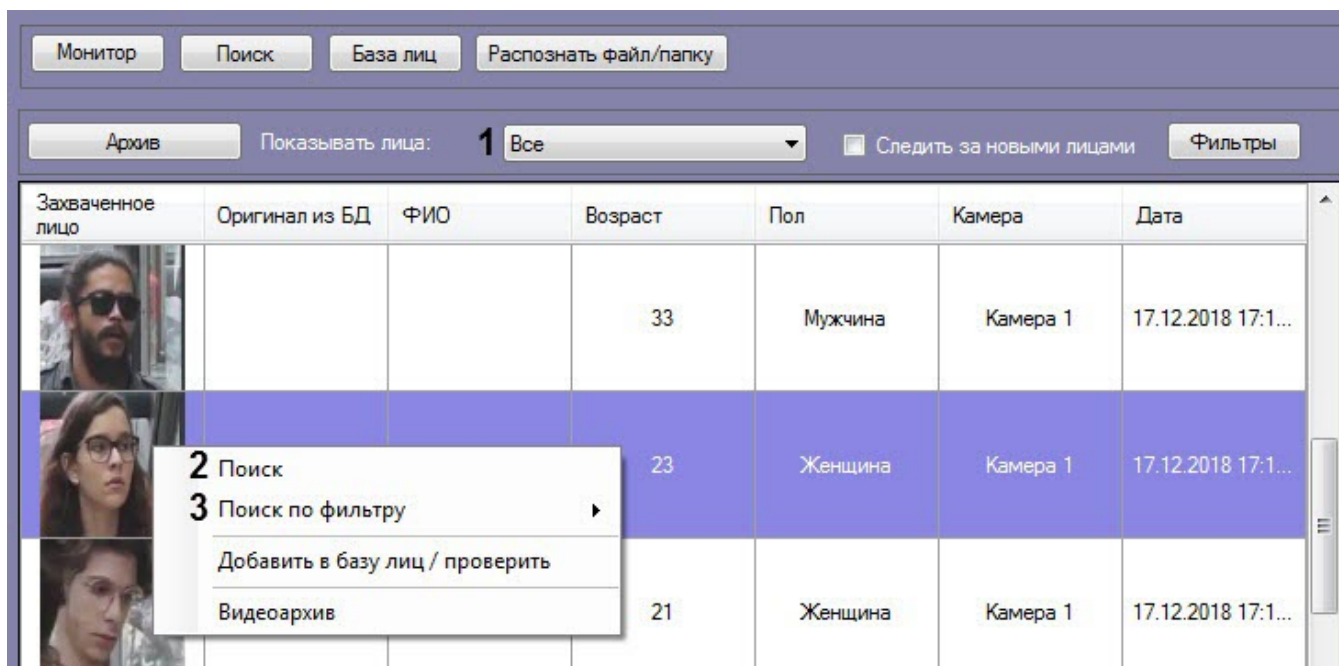 Монитор Поиск База лиц Распознать файл/папку
Архив Показывать лица: 1 Все Следить за новыми лицами Фильтры
Захваченное
лицо Оригинал из БД ФИО Возраст Пол Камера Дата
33 Мужчина Камера 1 17.12.2018 17:1...
23 Женщина Камера 1 17.12.2018 17:1...
2 Поиск
3 Поиск по фильтру
Добавить в базу лиц / проверить
Видеоархив
21 Женщина Камера 1 17.12.2018 17:1...